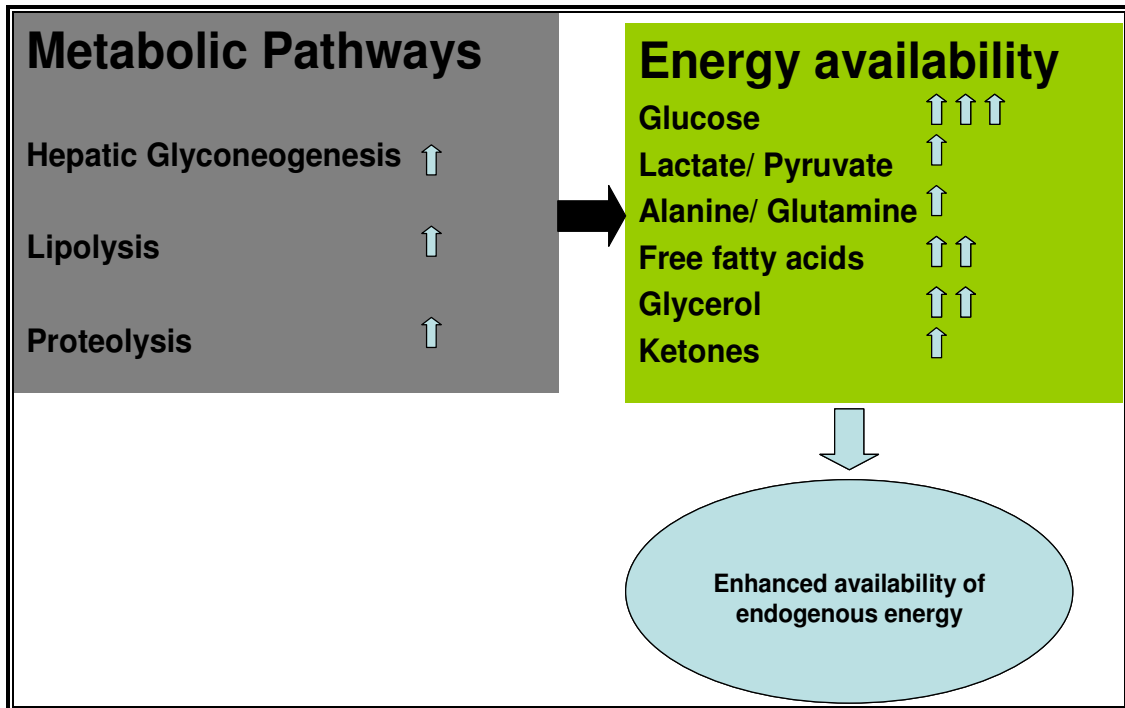 Metabolic Pathways
Hepatic Glyconeogenesis
Lipolysis
Proteolysis
Energy availability
Glucose
Lactate/ Pyruvate
Alanine/ Glutamine
Free fatty acids
Glycerol
Ketones
Enhanced availability of
endogenous energy